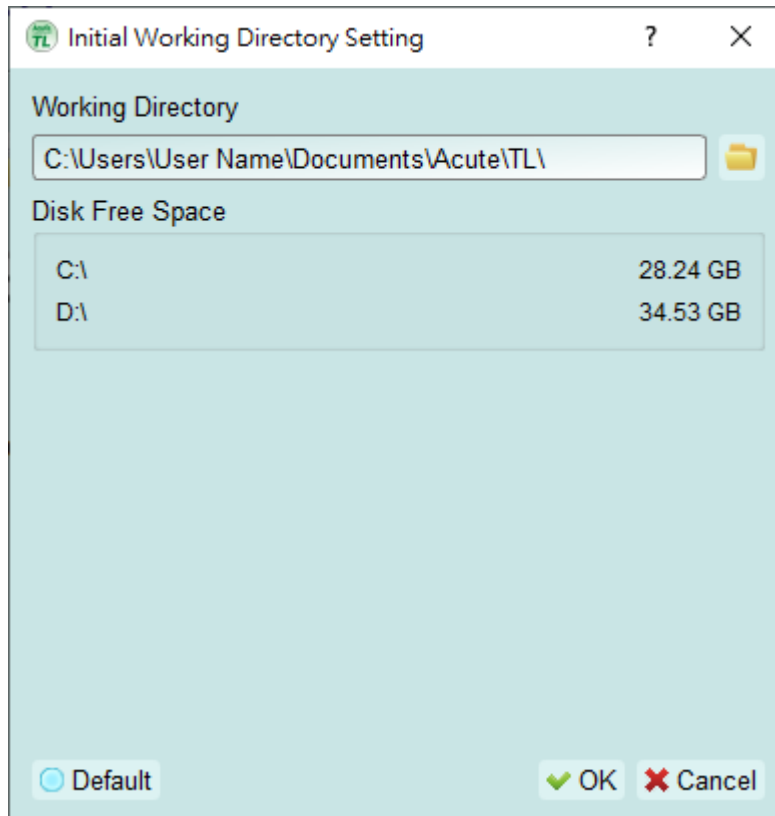 TL Initial Working Directory Setting ?
Working Directory
C:\Users\User Name\Documents\Acute\TL\
Disk Free Space
C:\ 28.24 GB
D:\ 34.53 GB
Default OK Cancel